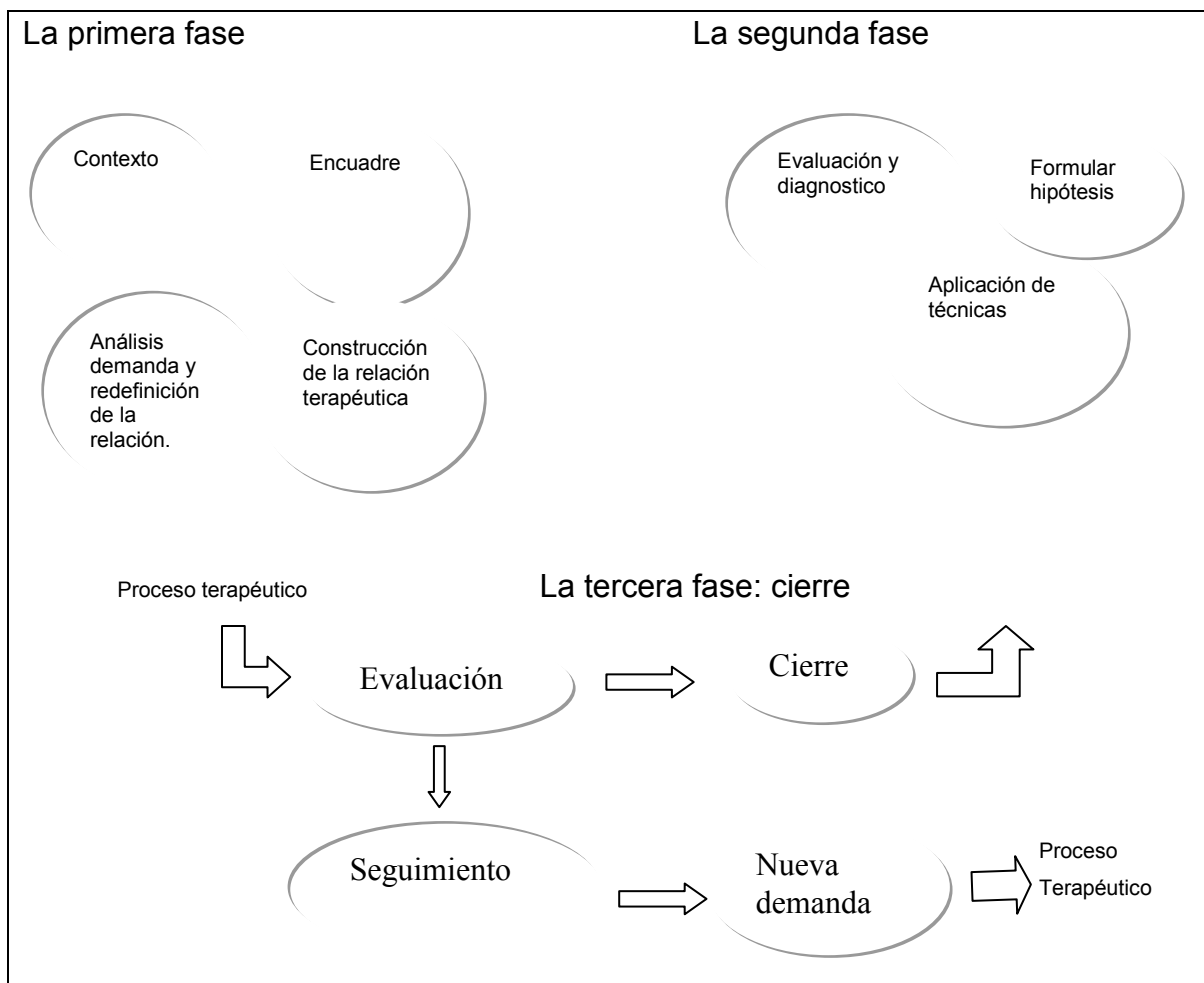 La primera fase
La segunda fase
Contexto
Encuadre
Análisis
demanda y
redefinición
de la
relación.
Construcción
de la relación
terapéutica
Evaluación y
diagnostico
Formular
hipótesis
Aplicación de
técnicas
La tercera fase: cierre
Proceso terapéutico
Evaluación
Cierre
Seguimiento
Nueva
demanda
Proceso
Terapéutico